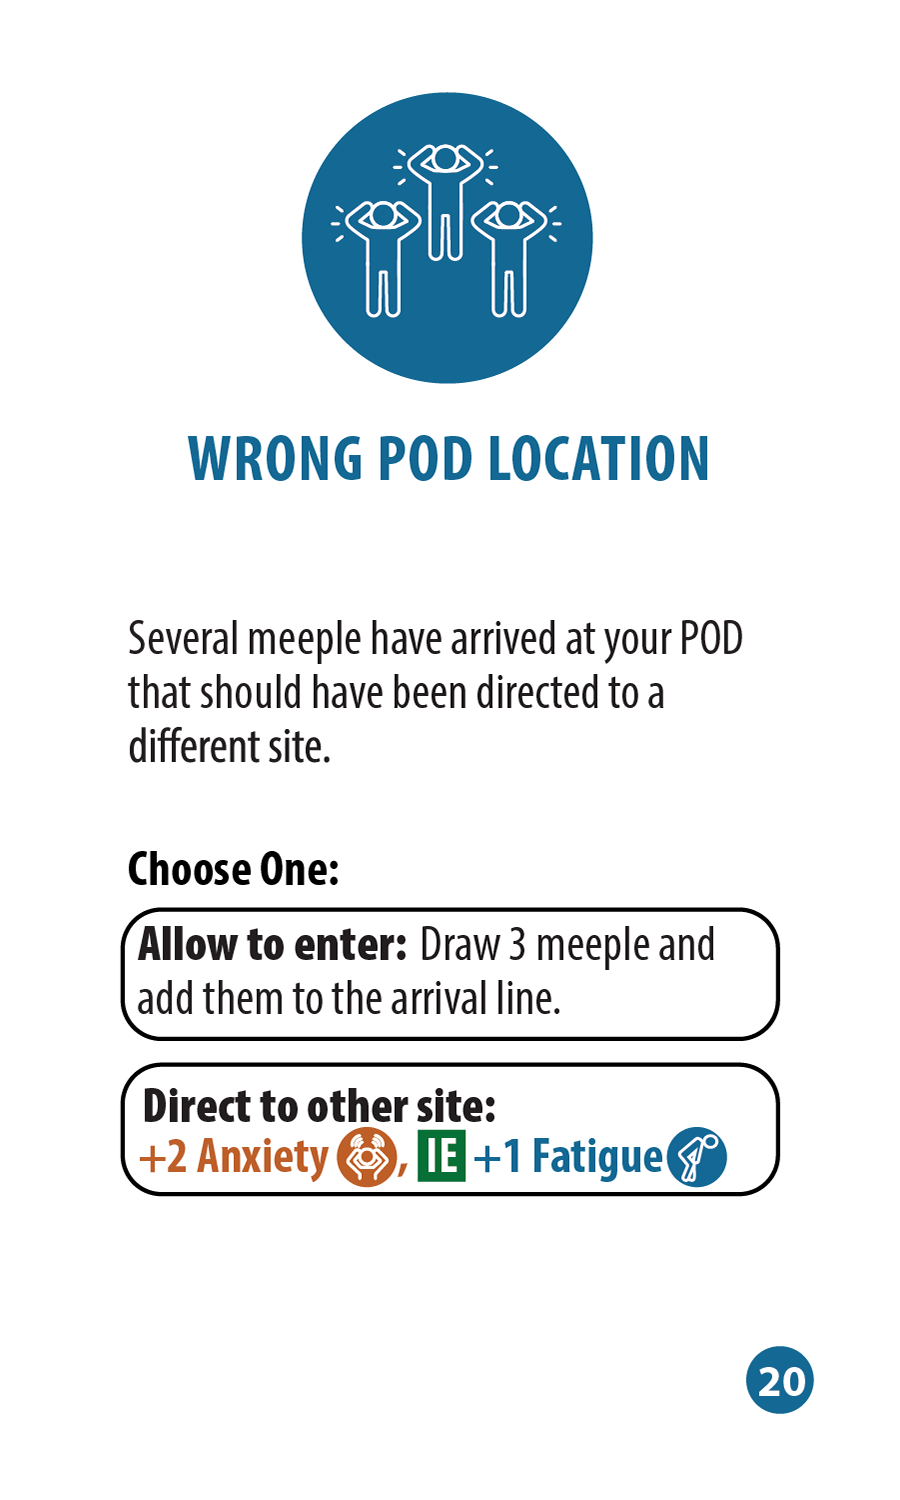 WRONG POD LOCATION
Several meeple have arrived at your POD
that should have been directed to a
different site.
Choose One:
Allow to enter: Draw 3 meeple and
add them to the arrival line.
Direct to other site:
+2 Anxiety , IE +1 Fatigue
20